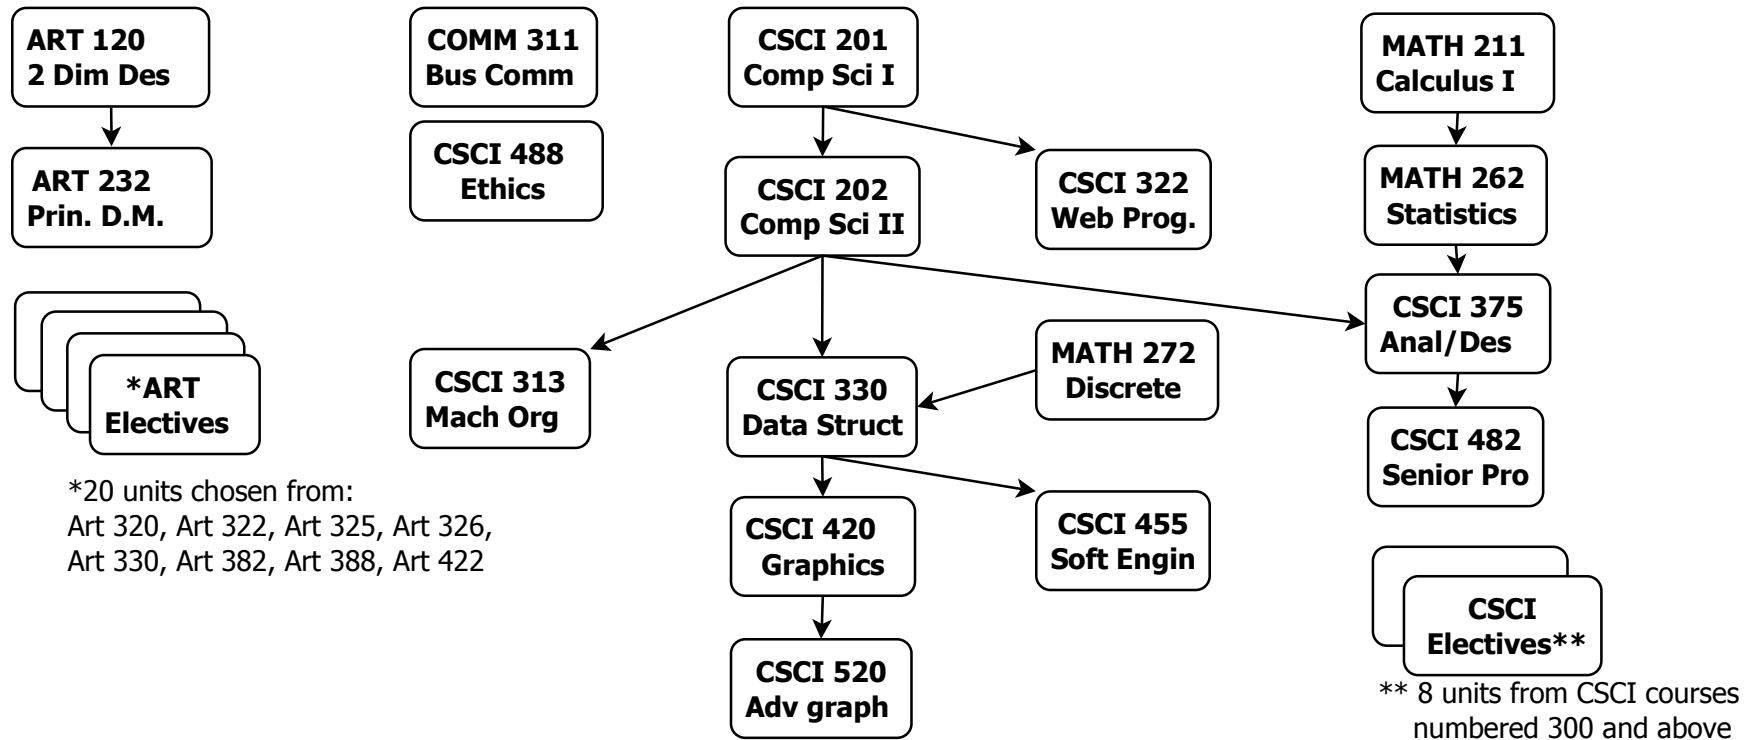 ART 120
2 Dim Des
COMM 311
Bus Comm
CSCI 201
Comp Sci I
MATH 211
Calculus I
ART 232
Prin. D.M.
CSCI 488
Ethics
CSCI 202
Comp Sci II
CSCI 322
Web Prog.
MATH 262
Statistics
*ART
Electives
CSCI 313
Mach Org
CSCI 330
Data Struct
MATH 272
Discrete
CSCI 375
Anal/Des
*20 units chosen from:
Art 320, Art 322, Art 325, Art 326,
Art 330, Art 382, Art 388, Art 422
CSCI 420
Graphics
CSCI 455
Soft Engin
CSCI 482
Senior Pro
CSCI 520
Adv graph
CSCI
Electives**
** 8 units from CSCI courses
numbered 300 and above